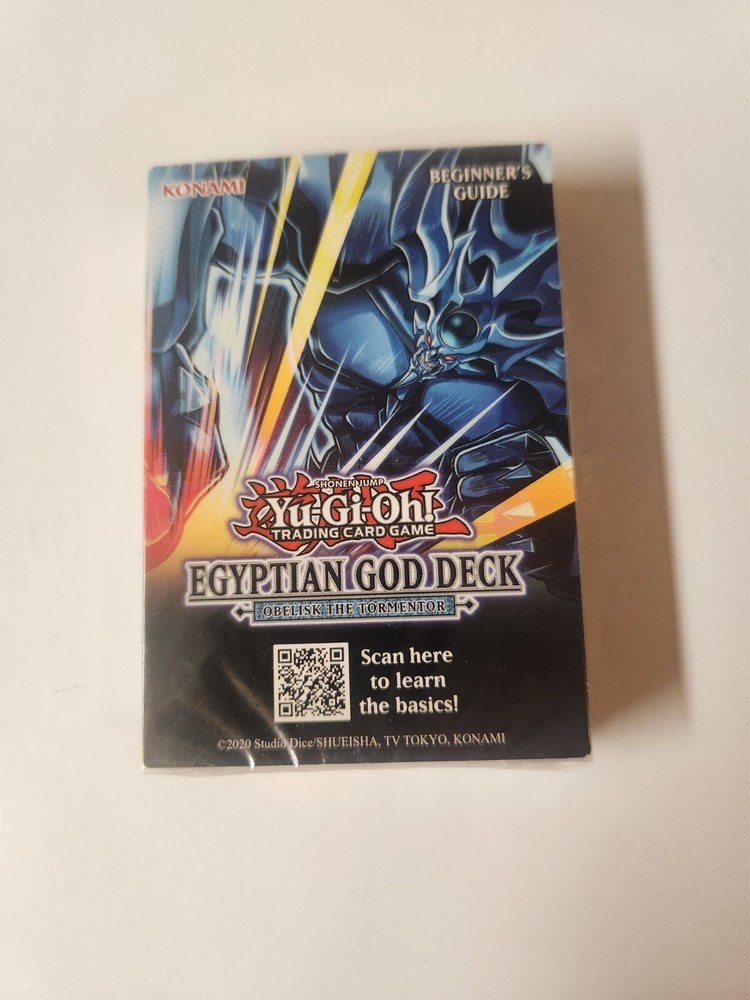 KONAMI
BEGINNER'S
GUIDE
SHONEN JUMP
Yu-Gi-Oh!
TRADING CARD GAME
EGYPTIAN GOD DECK
OBELISK THE TORMENTOR
Scan here
to learn
the basics!
©2020 Studio Dice/SHUEISHA, TV TOKYO, KONAMI